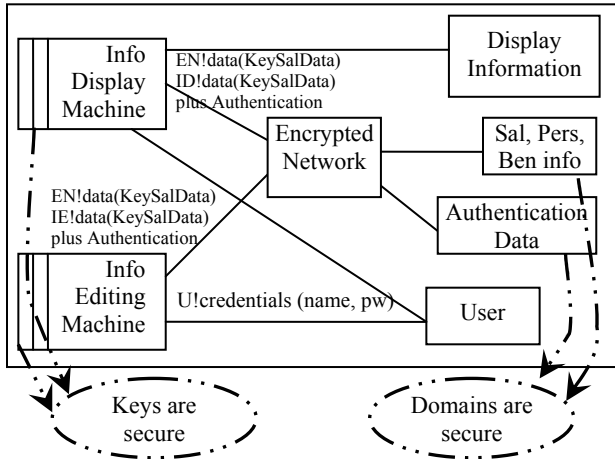 Info
Display
Machine
EN!data(KeySalData)
ID!data(KeySalData)
plus Authentication
Display
Information
Encrypted
Network
Sal, Pers,
Ben info
EN!data(KeySalData)
IE!data(KeySalData)
plus Authentication
Authentication
Data
Info
Editing
Machine
U!credentials (name, pw)
User
Keys are
secure
Domains are
secure